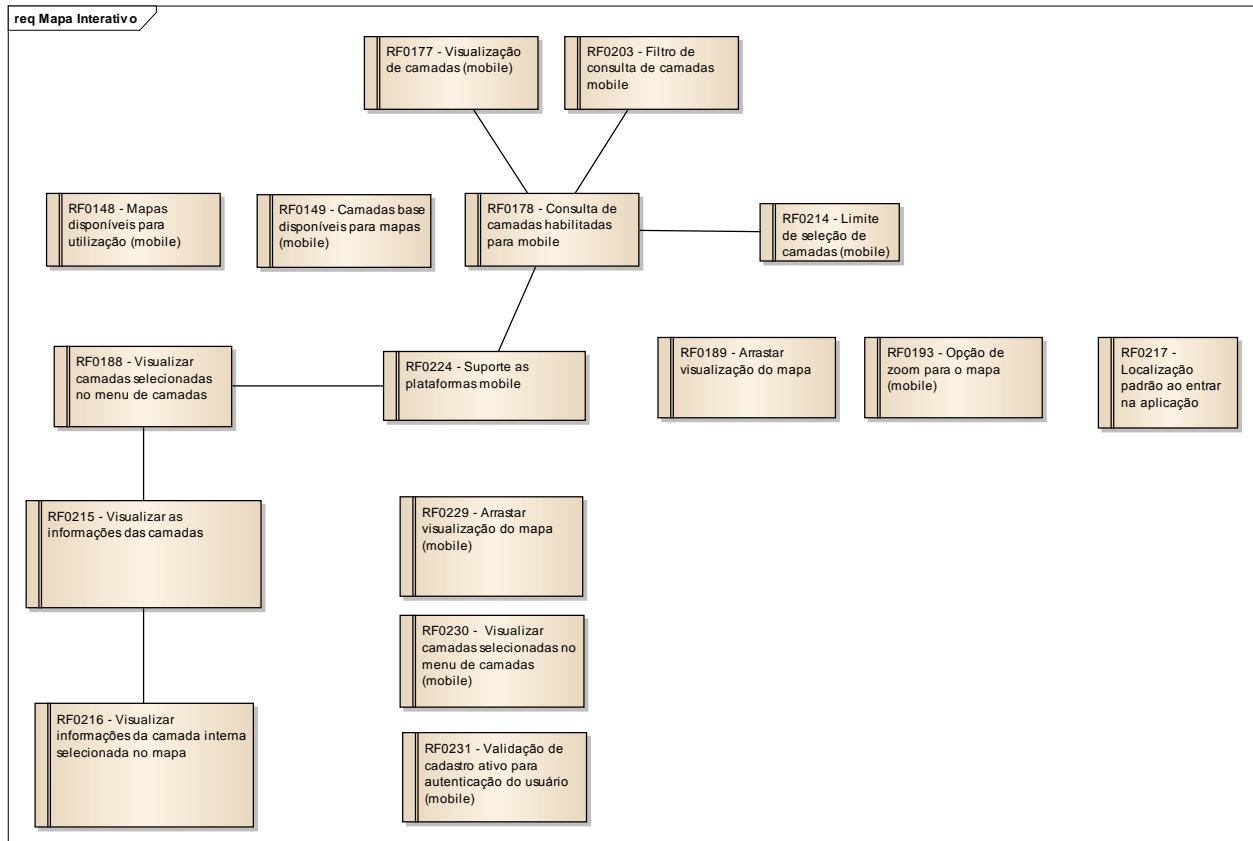 req Mapa Interativo
RF0177 - Visualização
de camadas (mobile)
RF0203 - Filtro de
consulta de camadas
mobile
RF0148 - Mapas
disponíveis para
utilização (mobile)
RF0149 - Camadas base
disponíveis para mapas
(mobile)
RF0178 - Consulta de
camadas habilitadas
para mobile
RF0214 - Limite
de seleção de
camadas (mobile)
RF0188 - Visualizar
camadas selecionadas
no menu de camadas
RF0224 - Suporte as
plataformas mobile
RF0189 - Arrastar
visualização do mapa
RF0193 - Opção de
zoom para o mapa
(mobile)
RF0217 -
Localização
padrão ao entrar
na aplicação
RF0215 - Visualizar as
informações das camadas
RF0229 - Arrastar
visualização do mapa
(mobile)
RF0230 -  Visualizar
camadas selecionadas no
menu de camadas
(mobile)
RF0216 - Visualizar
informações da camada interna
selecionada no mapa
RF0231 - Validação de
cadastro ativo para
autenticação do usuário
(mobile)